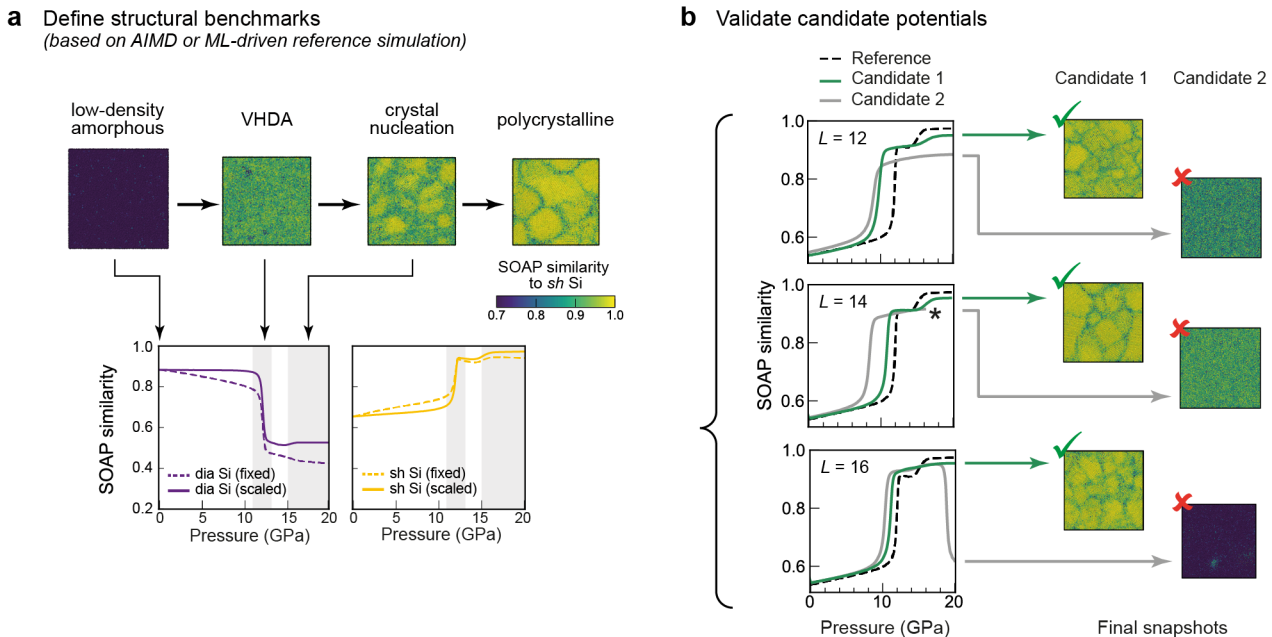 a Define structural benchmarks
(based on AIMD or ML-driven reference simulation)
low-density
amorphous
VHDA
crystal
nucleation
polycrystalline
SOAP similarity
to sh Si
0.7 0.8 0.9 1.0
SOAP similarity
1.0
0.8
0.6
0.4
0.2
dia Si (fixed)
dia Si (scaled)
0 5 10 15 20
Pressure (GPa)
sh Si (fixed)
sh Si (scaled)
0 5 10 15 20
Pressure (GPa)
b Validate candidate potentials
Reference
Candidate 1
Candidate 2
Candidate 1 Candidate 2
1.0
0.8
0.6
L = 12
SOAP similarity
1.0
0.8
0.6
L = 14
*
1.0
0.8
0.6
L = 16
0 10 20
Pressure (GPa)
Final snapshots